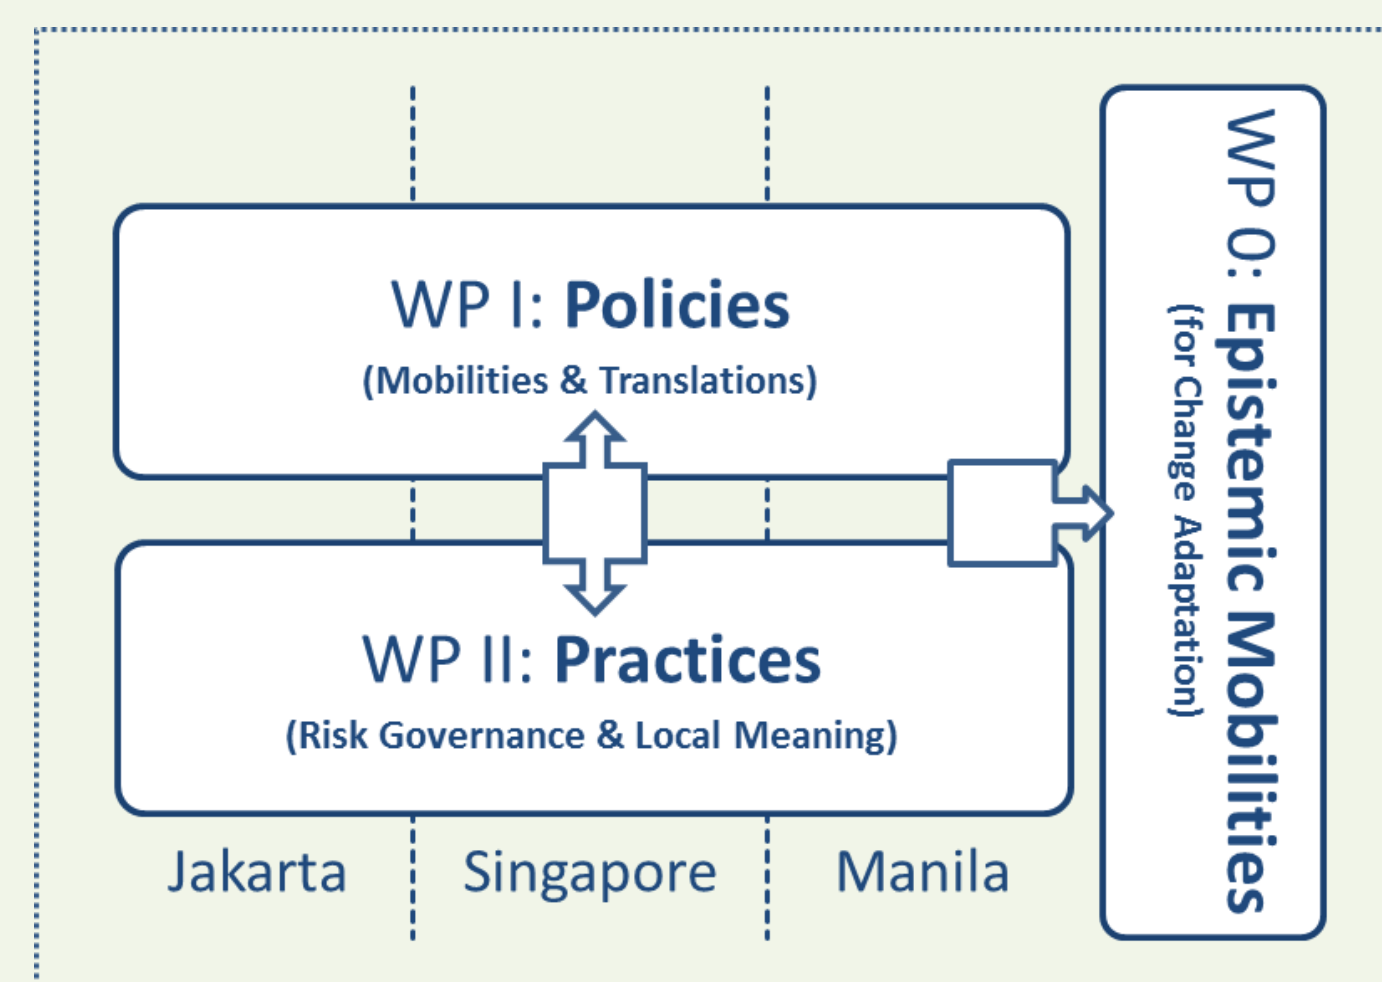 WP I: Policies
(Mobilities & Translations)
WP II: Practices
(Risk Governance & Local Meaning)
Jakarta
Singapore
Manila
WP 0: Epistemic Mobilities
(for Change Adaptation)